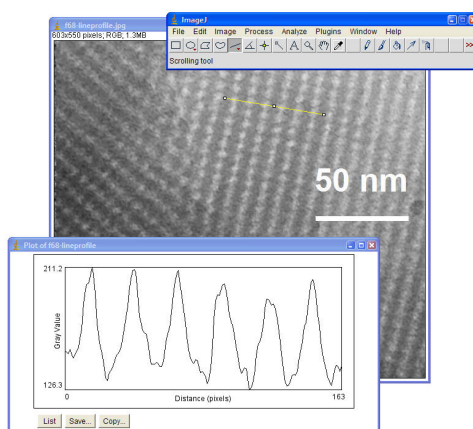 f68-lineprofile.jpg
603x550 pixels; RGB; 1.3MB
ImageJ
File Edit Image Process Analyze Plugins Window Help
A
>>
Scrolling tool
50 nm
Plot of f68-lineprofile
211.2
Gray Value
126.3
0
Distance (pixels)
163
List Save... Copy...